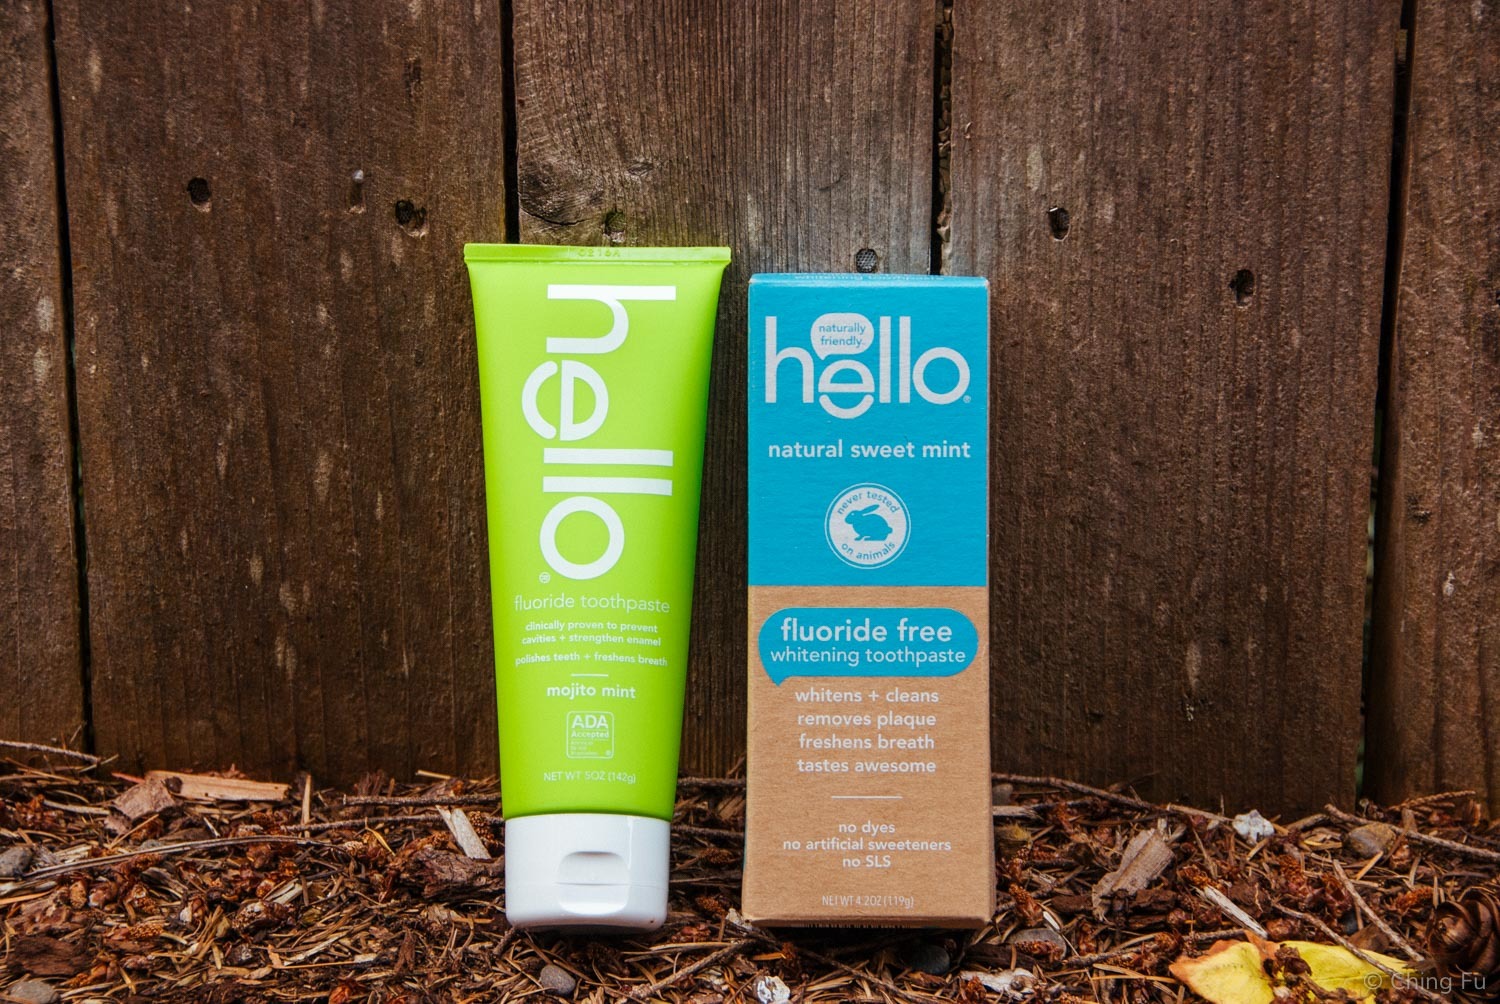 hello
fluoride toothpaste
clinically proven to prevent
cavities + strengthen enamel
polishes teeth + freshens breath
mojito mint
ADA
Accepted
NET WT 5OZ (142g)
naturally
friendly™
hello®
natural sweet mint
never tested
on animals
fluoride free
whitening toothpaste
whitens + cleans
removes plaque
freshens breath
tastes awesome
no dyes
no artificial sweeteners
no SLS
NET WT 4.2OZ (119g)
© Ching Fu